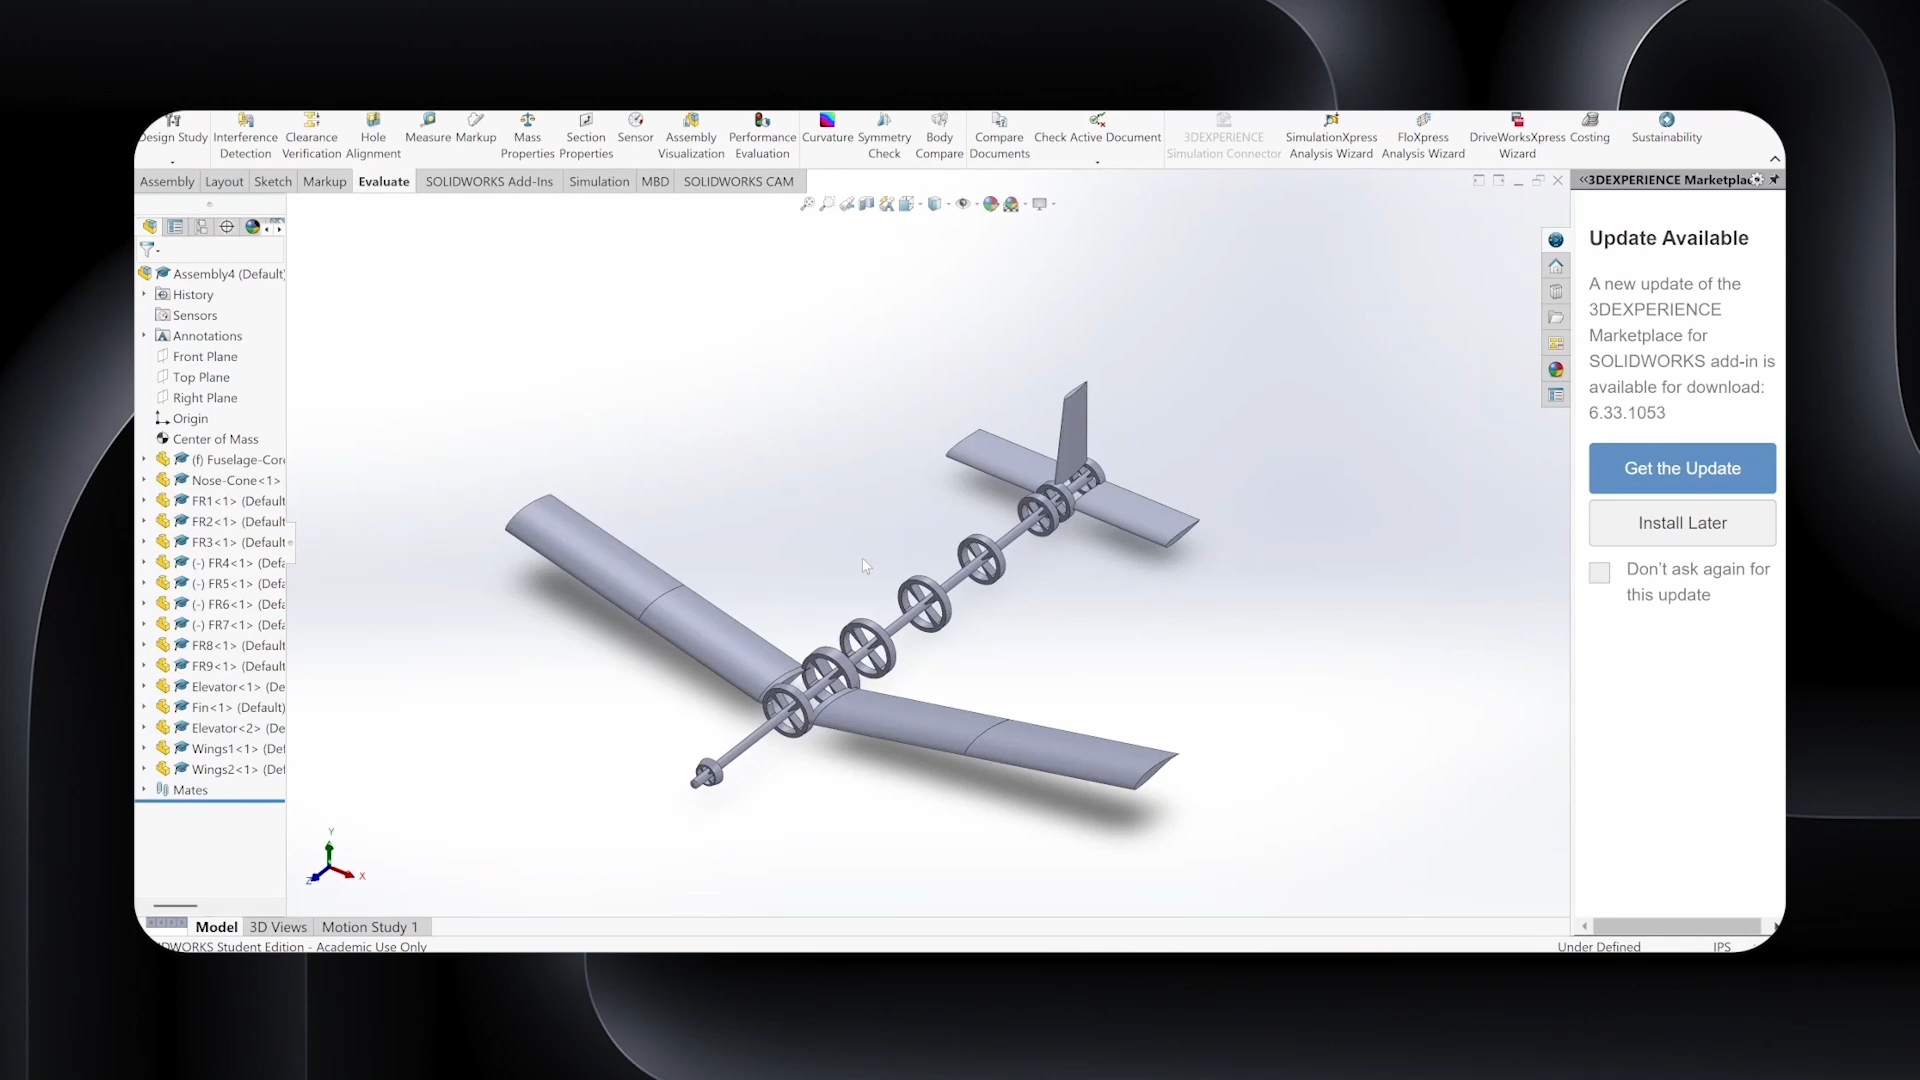 Design Study
Interference Detection
Clearance Verification
Hole Alignment
Measure
Markup
Mass Properties
Section Properties
Sensor
Assembly Visualization
Performance Evaluation
Curvature
Symmetry Check
Body Compare
Compare Documents
Check Active Document
3DEXPERIENCE Simulation Connector
SimulationXpress Analysis Wizard
FloXpress Analysis Wizard
DriveWorksXpress Wizard
Costing
Sustainability
Assembly Layout Sketch Markup Evaluate SOLIDWORKS Add-Ins Simulation MBD SOLIDWORKS CAM
Assembly4 (Default)
History
Sensors
Annotations
Front Plane
Top Plane
Right Plane
Origin
Center of Mass
(f) Fuselage-Cor
Nose-Cone<1>
FR1<1> (Default
FR2<1> (Default
FR3<1> (Default
(-) FR4<1> (Defa
(-) FR5<1> (Defa
(-) FR6<1> (Defa
(-) FR7<1> (Defa
FR8<1> (Default
FR9<1> (Default
Elevator<1> (De
Fin<1> (Default)
Elevator<2> (De
Wings1<1> (Def
Wings2<1> (Def
Mates
Y
X
Z
Model 3D Views Motion Study 1
DWORKS Student Edition - Academic Use Only
Under Defined
IPS
3DEXPERIENCE Marketplac
Update Available
A new update of the
3DEXPERIENCE
Marketplace for
SOLIDWORKS add-in is
available for download:
6.33.1053
Get the Update
Install Later
Don't ask again for
this update